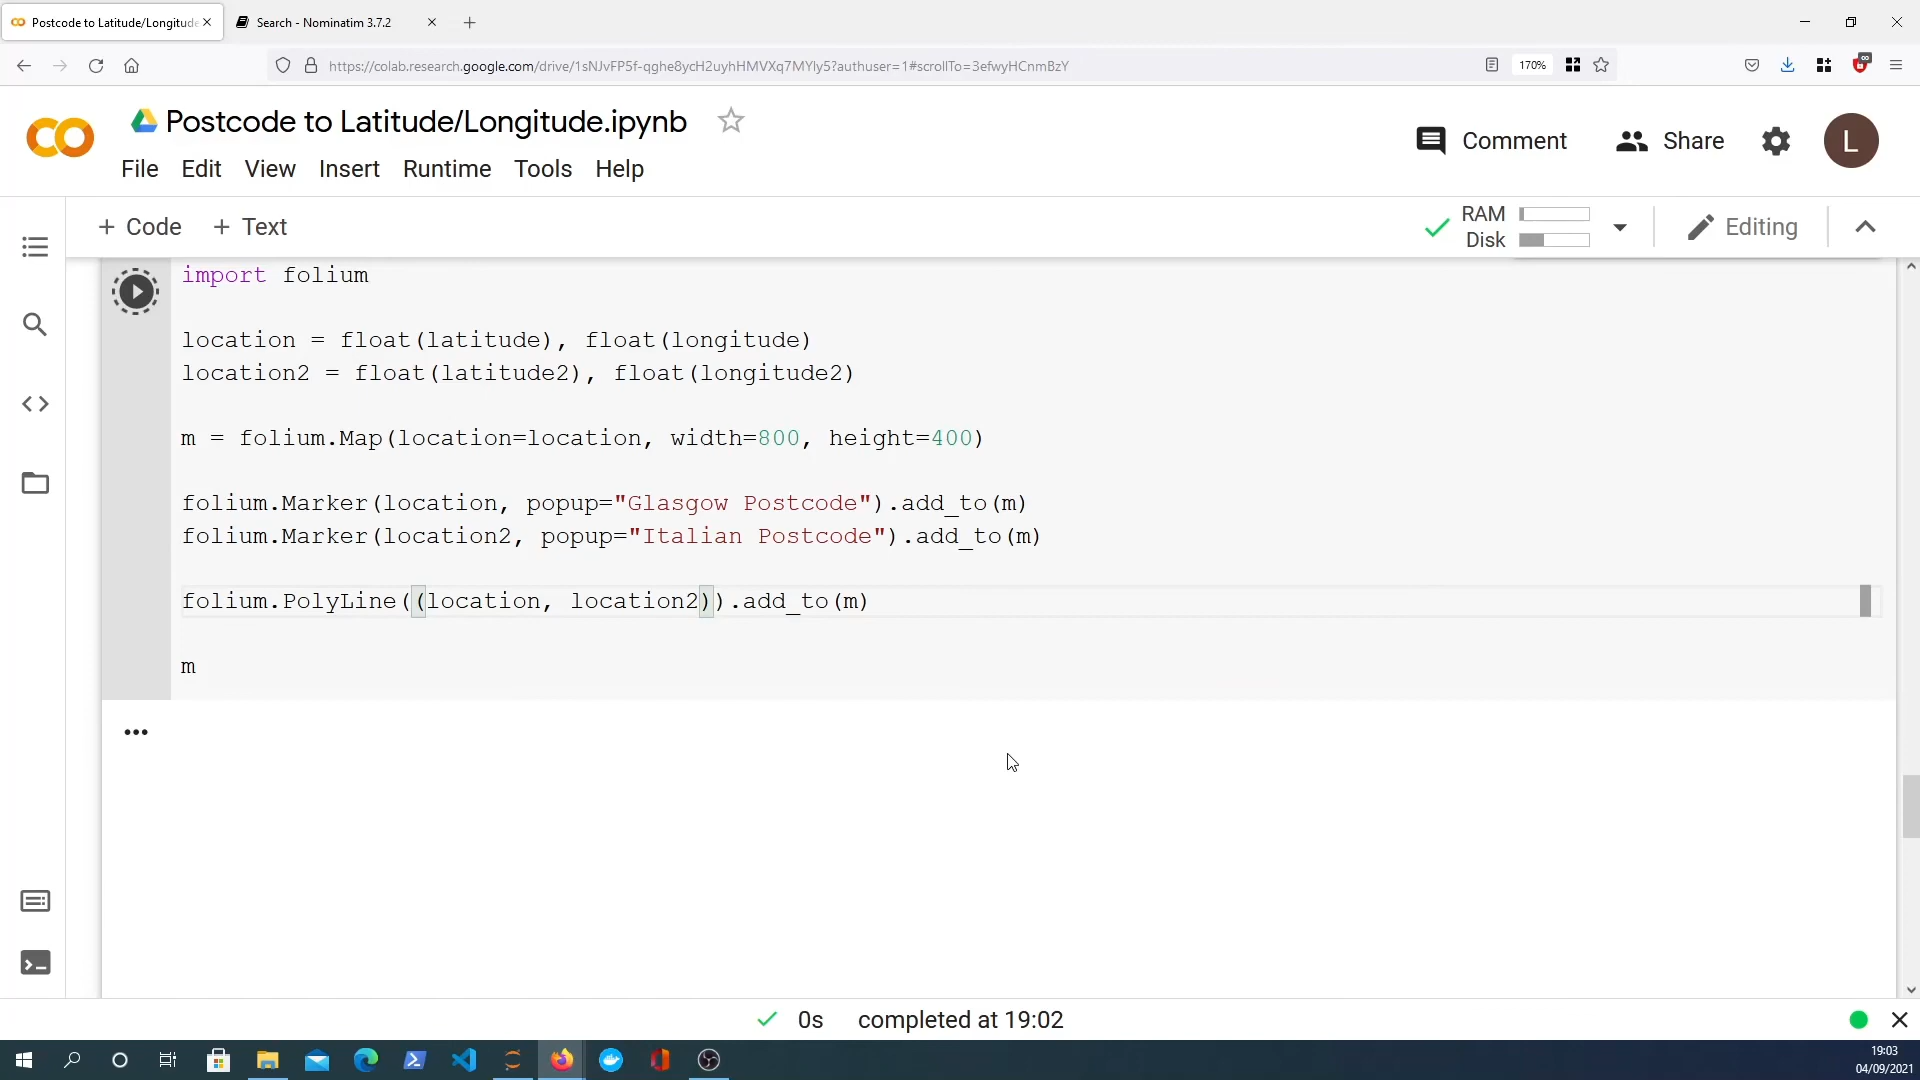 Postcode to Latitude/Longitud
Search - Nominatim 3.7.2
https://colab.research.google.com/drive/1sNJvFP5f-qghe8ycH2uyhHMVXq7MYly5?authuser=1#scrollTo=3efwyHCnmBzY
170%
Postcode to Latitude/Longitude.ipynb
Comment
Share
L
File Edit View Insert Runtime Tools Help
+ Code + Text
RAM
Disk
Editing
import folium
location = float(latitude), float(longitude)
location2 = float(latitude2), float(longitude2)
m = folium.Map(location=location, width=800, height=400)
folium.Marker(location, popup="Glasgow Postcode").add_to(m)
folium.Marker(location2, popup="Italian Postcode").add_to(m)
folium.PolyLine((location, location2)).add_to(m)
m
0s completed at 19:02
19:03
04/09/2021